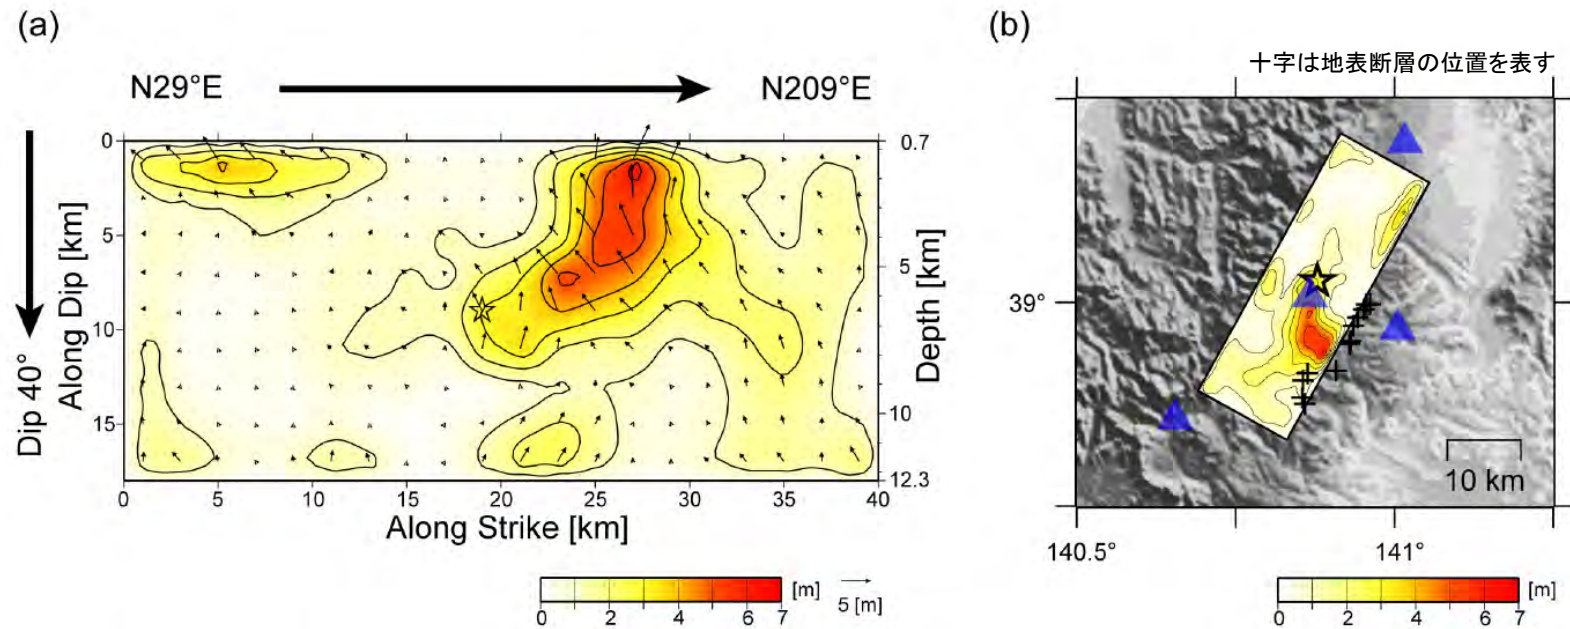 (a)
N29°E
N209°E
Dip 40°
Along Dip [km]
0
5
10
15
0.7
5
10
12.3
Depth [km]
0 5 10 15 20 25 30 35 40
Along Strike [km]
0 2 4 6 7
[m]
5 [m]
(b)
十字は地表断層の位置を表す
39°
10 km
140.5° 141°
0 2 4 6 7
[m]